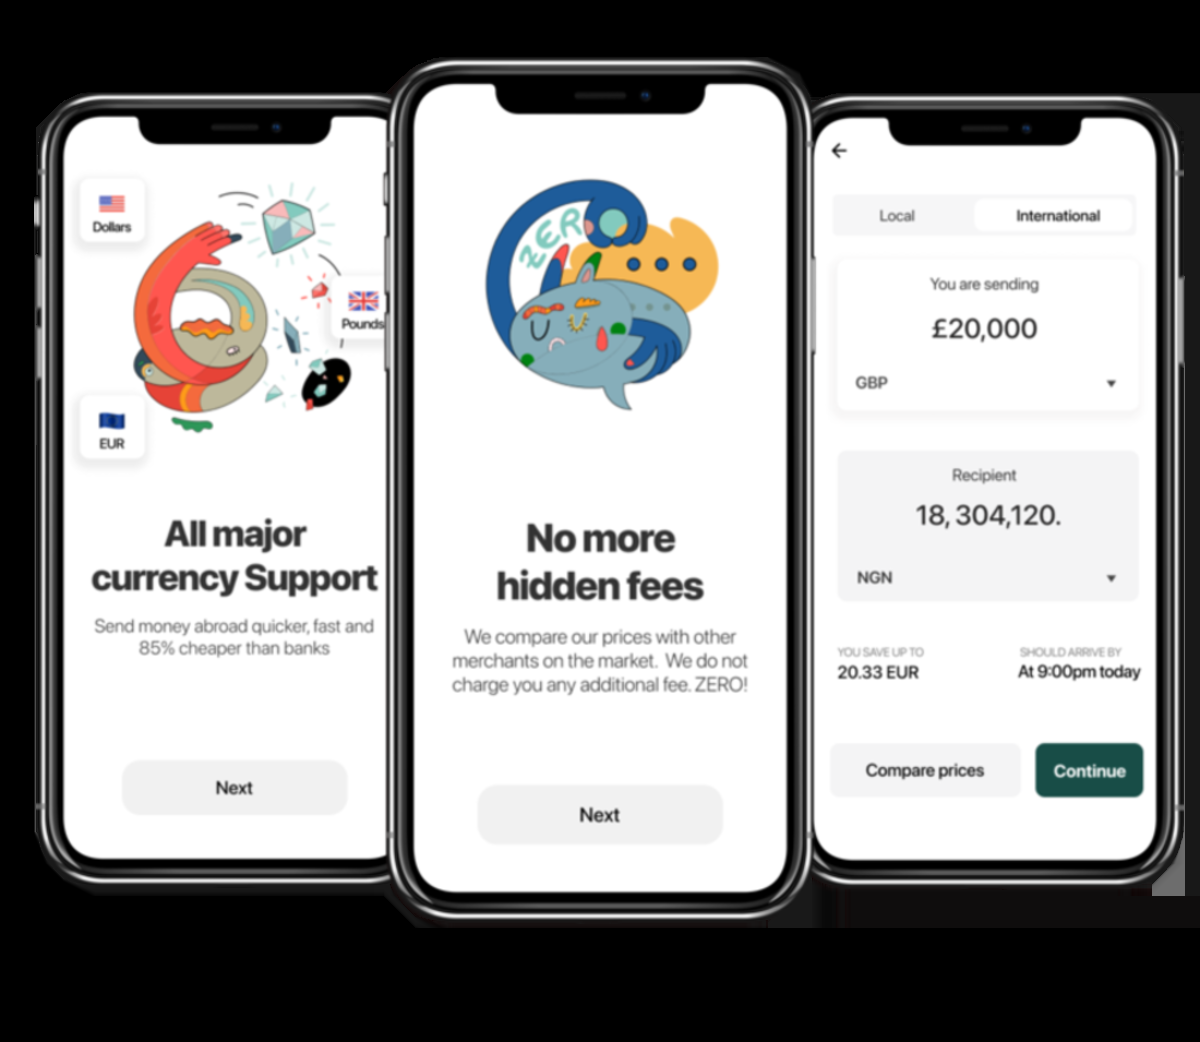 Dollars
Pounds
EUR
All major
currency Support
Send money abroad quicker, fast and
85% cheaper than banks
Next
ZER
No more
hidden fees
We compare our prices with other
merchants on the market. We do not
charge you any additional fee. ZERO!
Next
Local
International
You are sending
£20,000
GBP
Recipient
18, 304,120.
NGN
YOU SAVE UP TO
20.33 EUR
SHOULD ARRIVE BY
At 9:00pm today
Compare prices
Continue